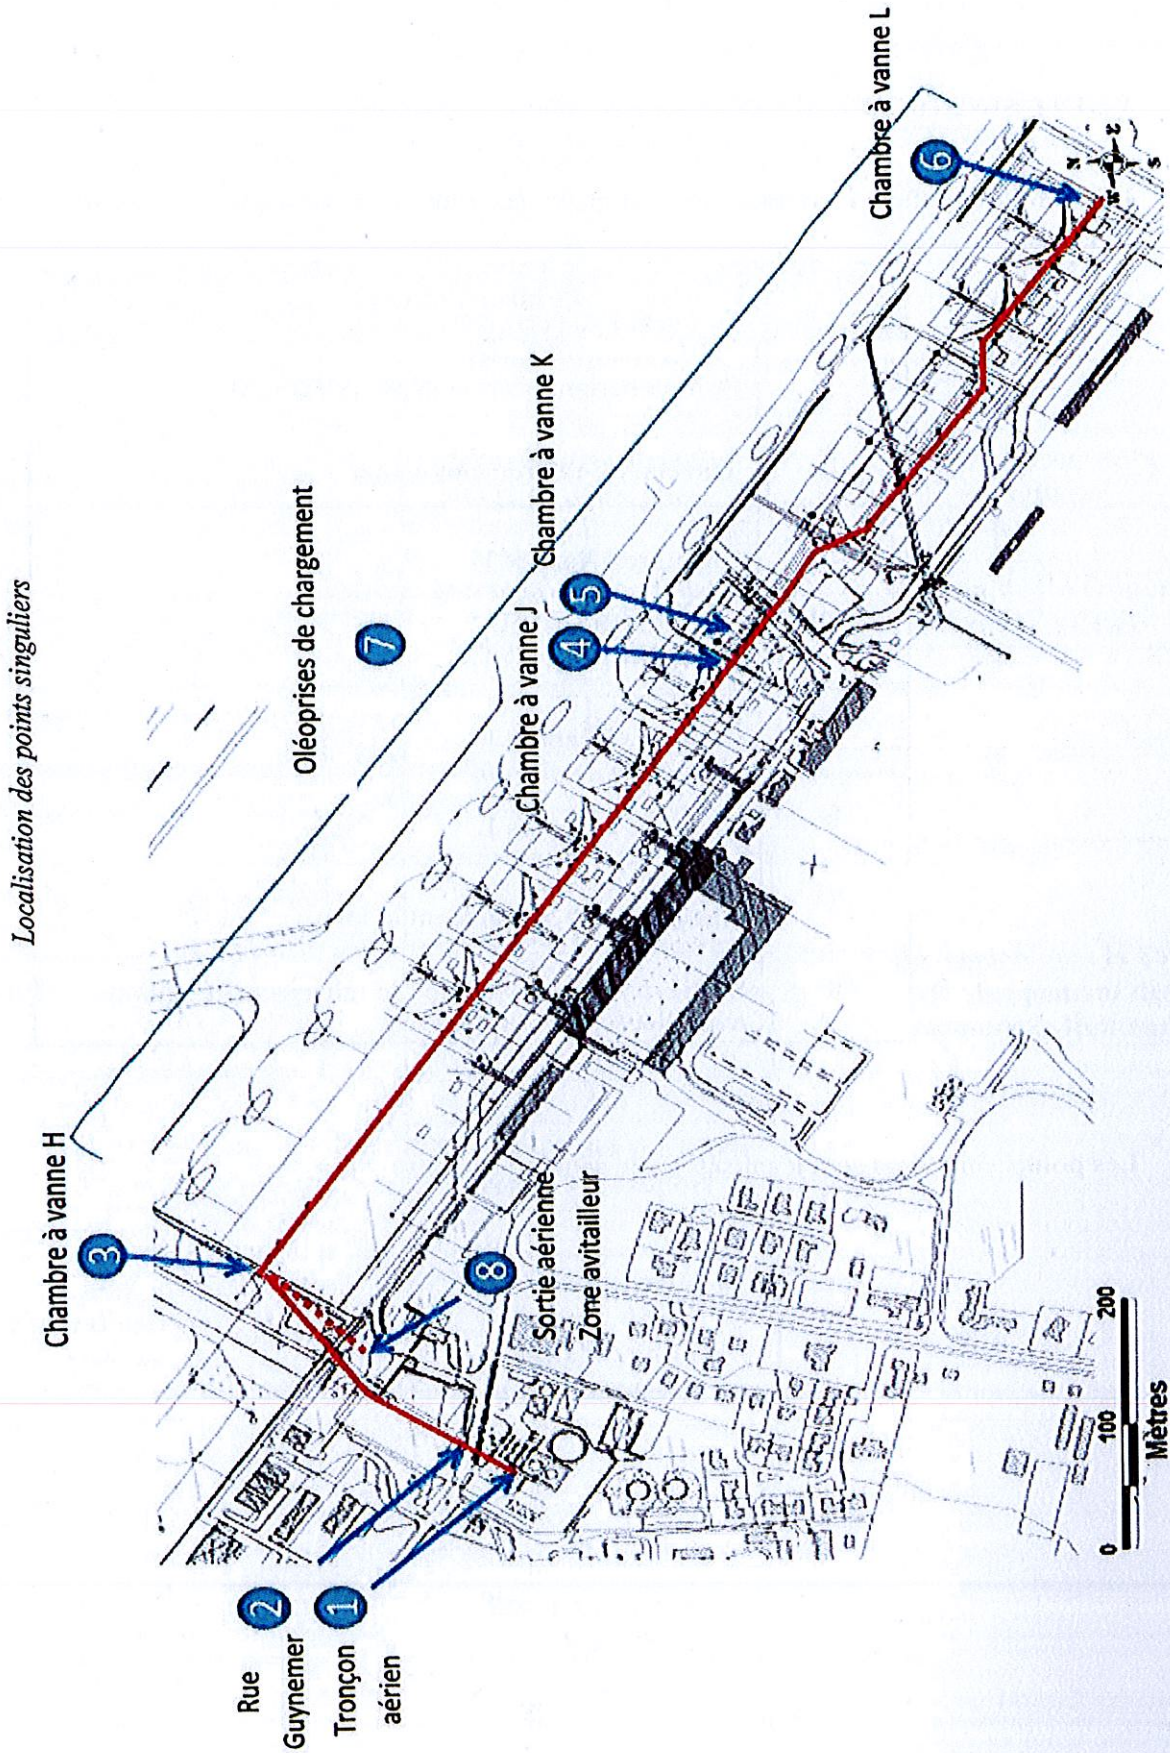 Localisation des points singuliers
Chambre à vanne H
3
Oléoprises de chargement
7
Rue
Guynemer
2
Tronçon
aérien
1
8
Sortie aérienne
Zone avitailleur
Chambre à vanne J
4
Chambre à vanne K
5
Chambre à vanne L
6
0
100
200
Mètres